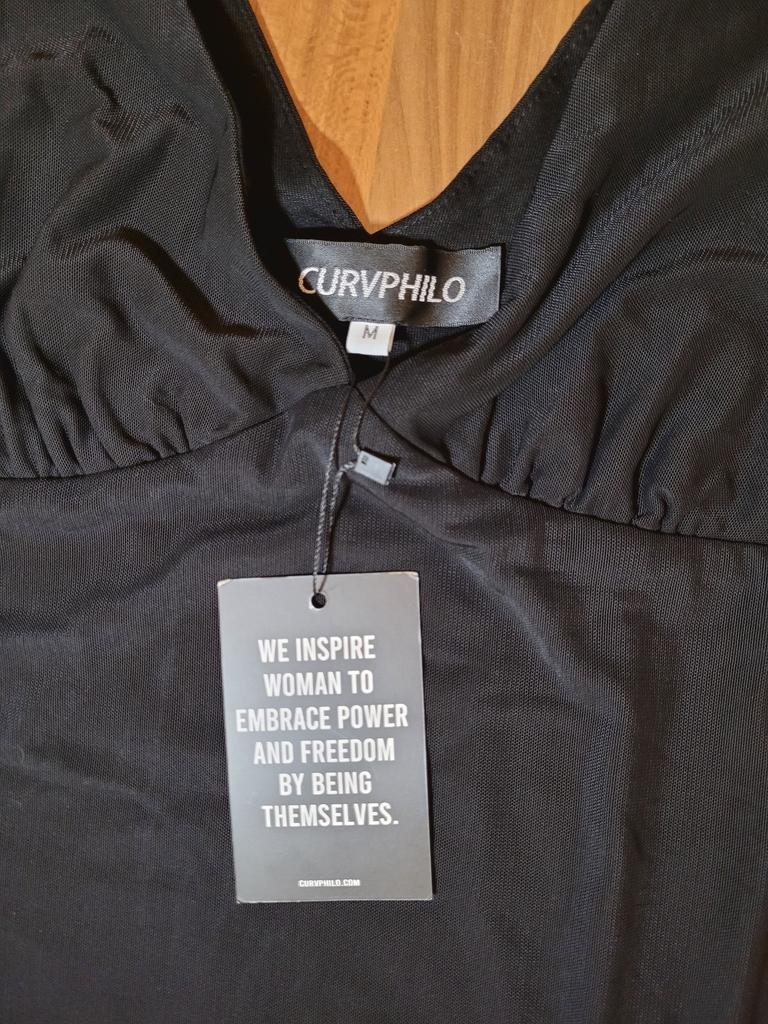 CURVPHILO
M
WE INSPIRE
WOMAN TO
EMBRACE POWER
AND FREEDOM
BY BEING
THEMSELVES.
CURVPHILO.COM